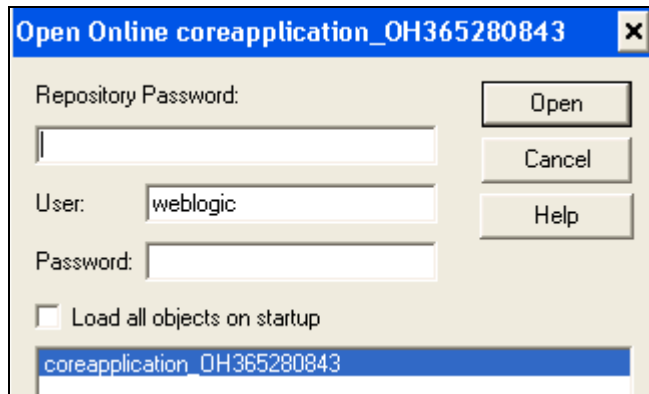 Open Online coreapplication_OH365280843
Repository Password:
Open
Cancel
User: weblogic
Help
Password:
Load all objects on startup
coreapplication_OH365280843